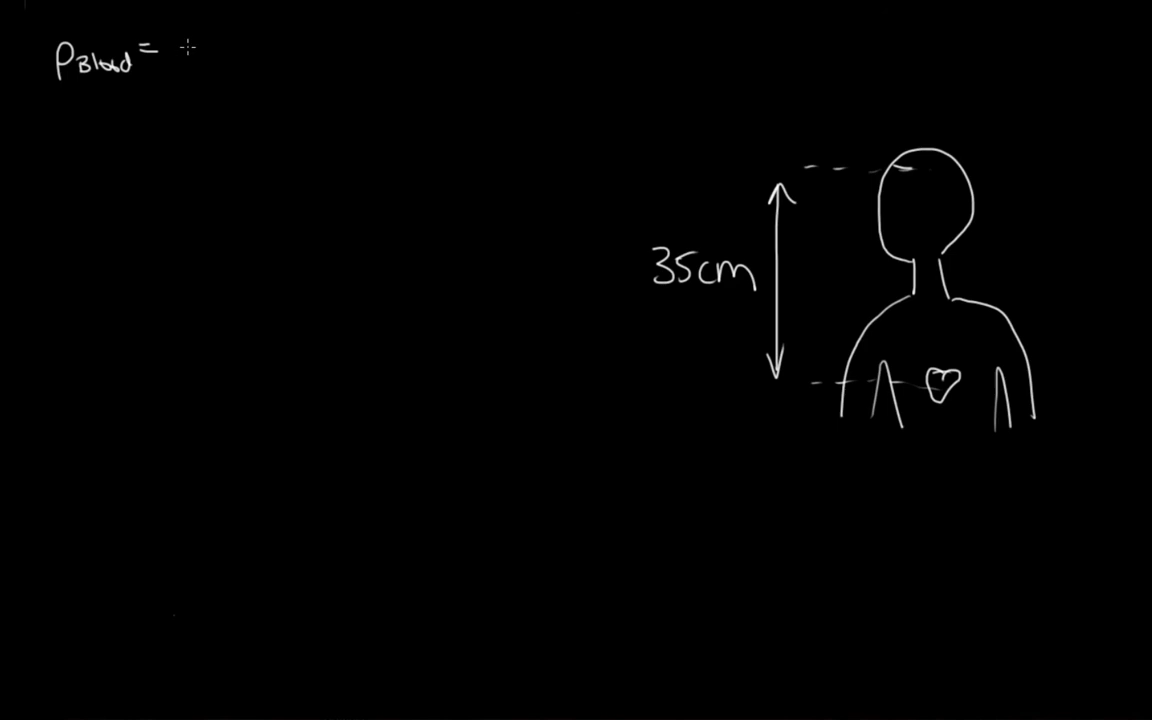 ρBlood =
35cm